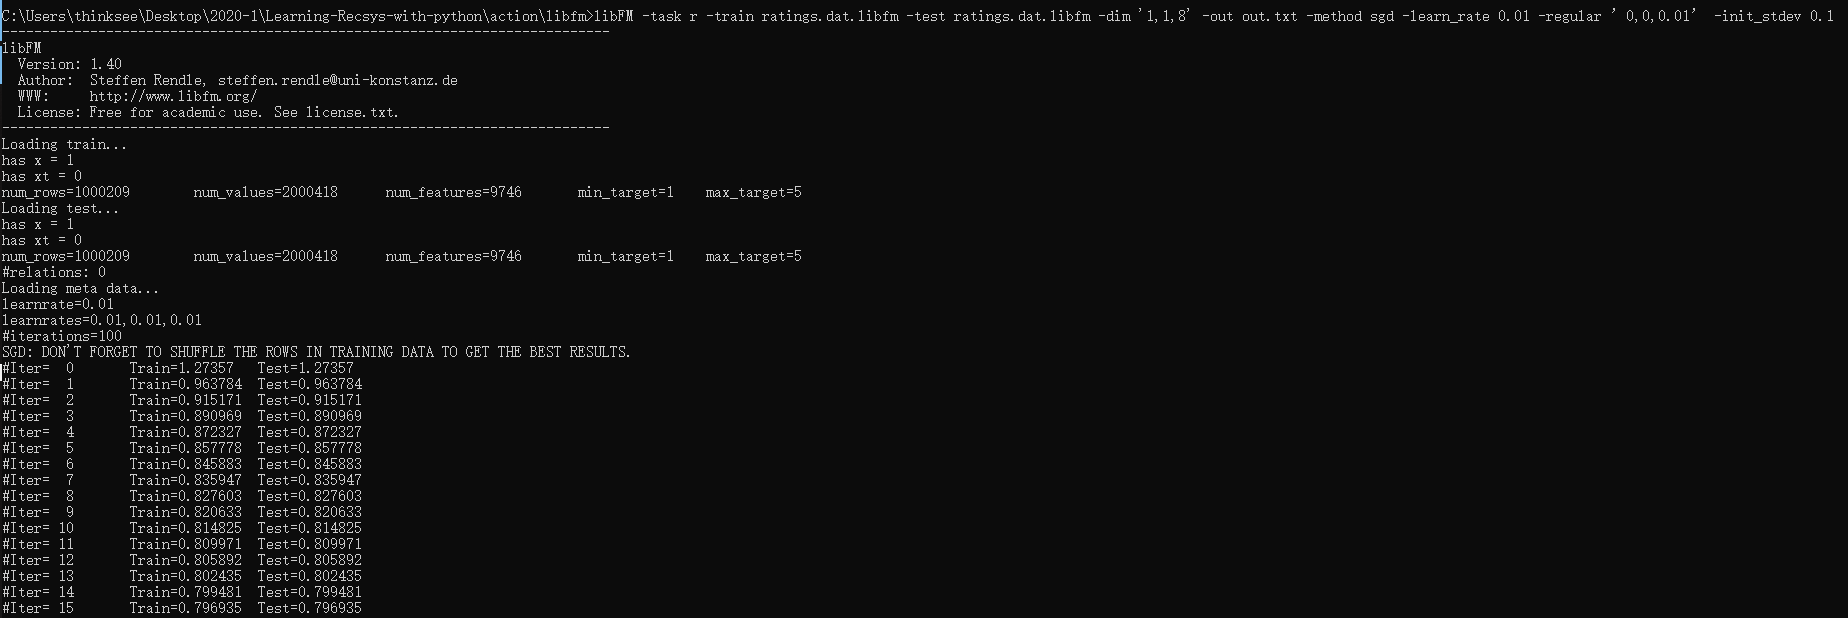 C:\Users\thinksee\Desktop\2020-1\Learning-Recsys-with-python\action\libfm>libFM -task r -train ratings.dat.libfm -test ratings.dat.libfm -dim '1,1,8' -out out.txt -method sgd -learn_rate 0.01 -regular ’ 0,0,0.01’ -init_stdev 0.1
----------------------------------------------------------------------------
libFM
Version: 1.40
Author: Steffen Rendle, steffen.rendle@uni-konstanz.de
WWW: http://www.libfm.org/
License: Free for academic use. See license.txt.
----------------------------------------------------------------------------
Loading train...
has x = 1
has xt = 0
num_rows=1000209 num_values=2000418 num_features=9746 min_target=1 max_target=5
Loading test...
has x = 1
has xt = 0
num_rows=1000209 num_values=2000418 num_features=9746 min_target=1 max_target=5
#relations: 0
Loading meta data...
learnrate=0.01
learnrates=0.01,0.01,0.01
#iterations=100
SGD: DON'T FORGET TO SHUFFLE THE ROWS IN TRAINING DATA TO GET THE BEST RESULTS.
#Iter= 0 Train=1.27357 Test=1.27357
#Iter= 1 Train=0.963784 Test=0.963784
#Iter= 2 Train=0.915171 Test=0.915171
#Iter= 3 Train=0.890969 Test=0.890969
#Iter= 4 Train=0.872327 Test=0.872327
#Iter= 5 Train=0.857778 Test=0.857778
#Iter= 6 Train=0.845883 Test=0.845883
#Iter= 7 Train=0.835947 Test=0.835947
#Iter= 8 Train=0.827603 Test=0.827603
#Iter= 9 Train=0.820633 Test=0.820633
#Iter= 10 Train=0.814825 Test=0.814825
#Iter= 11 Train=0.809971 Test=0.809971
#Iter= 12 Train=0.805892 Test=0.805892
#Iter= 13 Train=0.802435 Test=0.802435
#Iter= 14 Train=0.799481 Test=0.799481
#Iter= 15 Train=0.796935 Test=0.796935